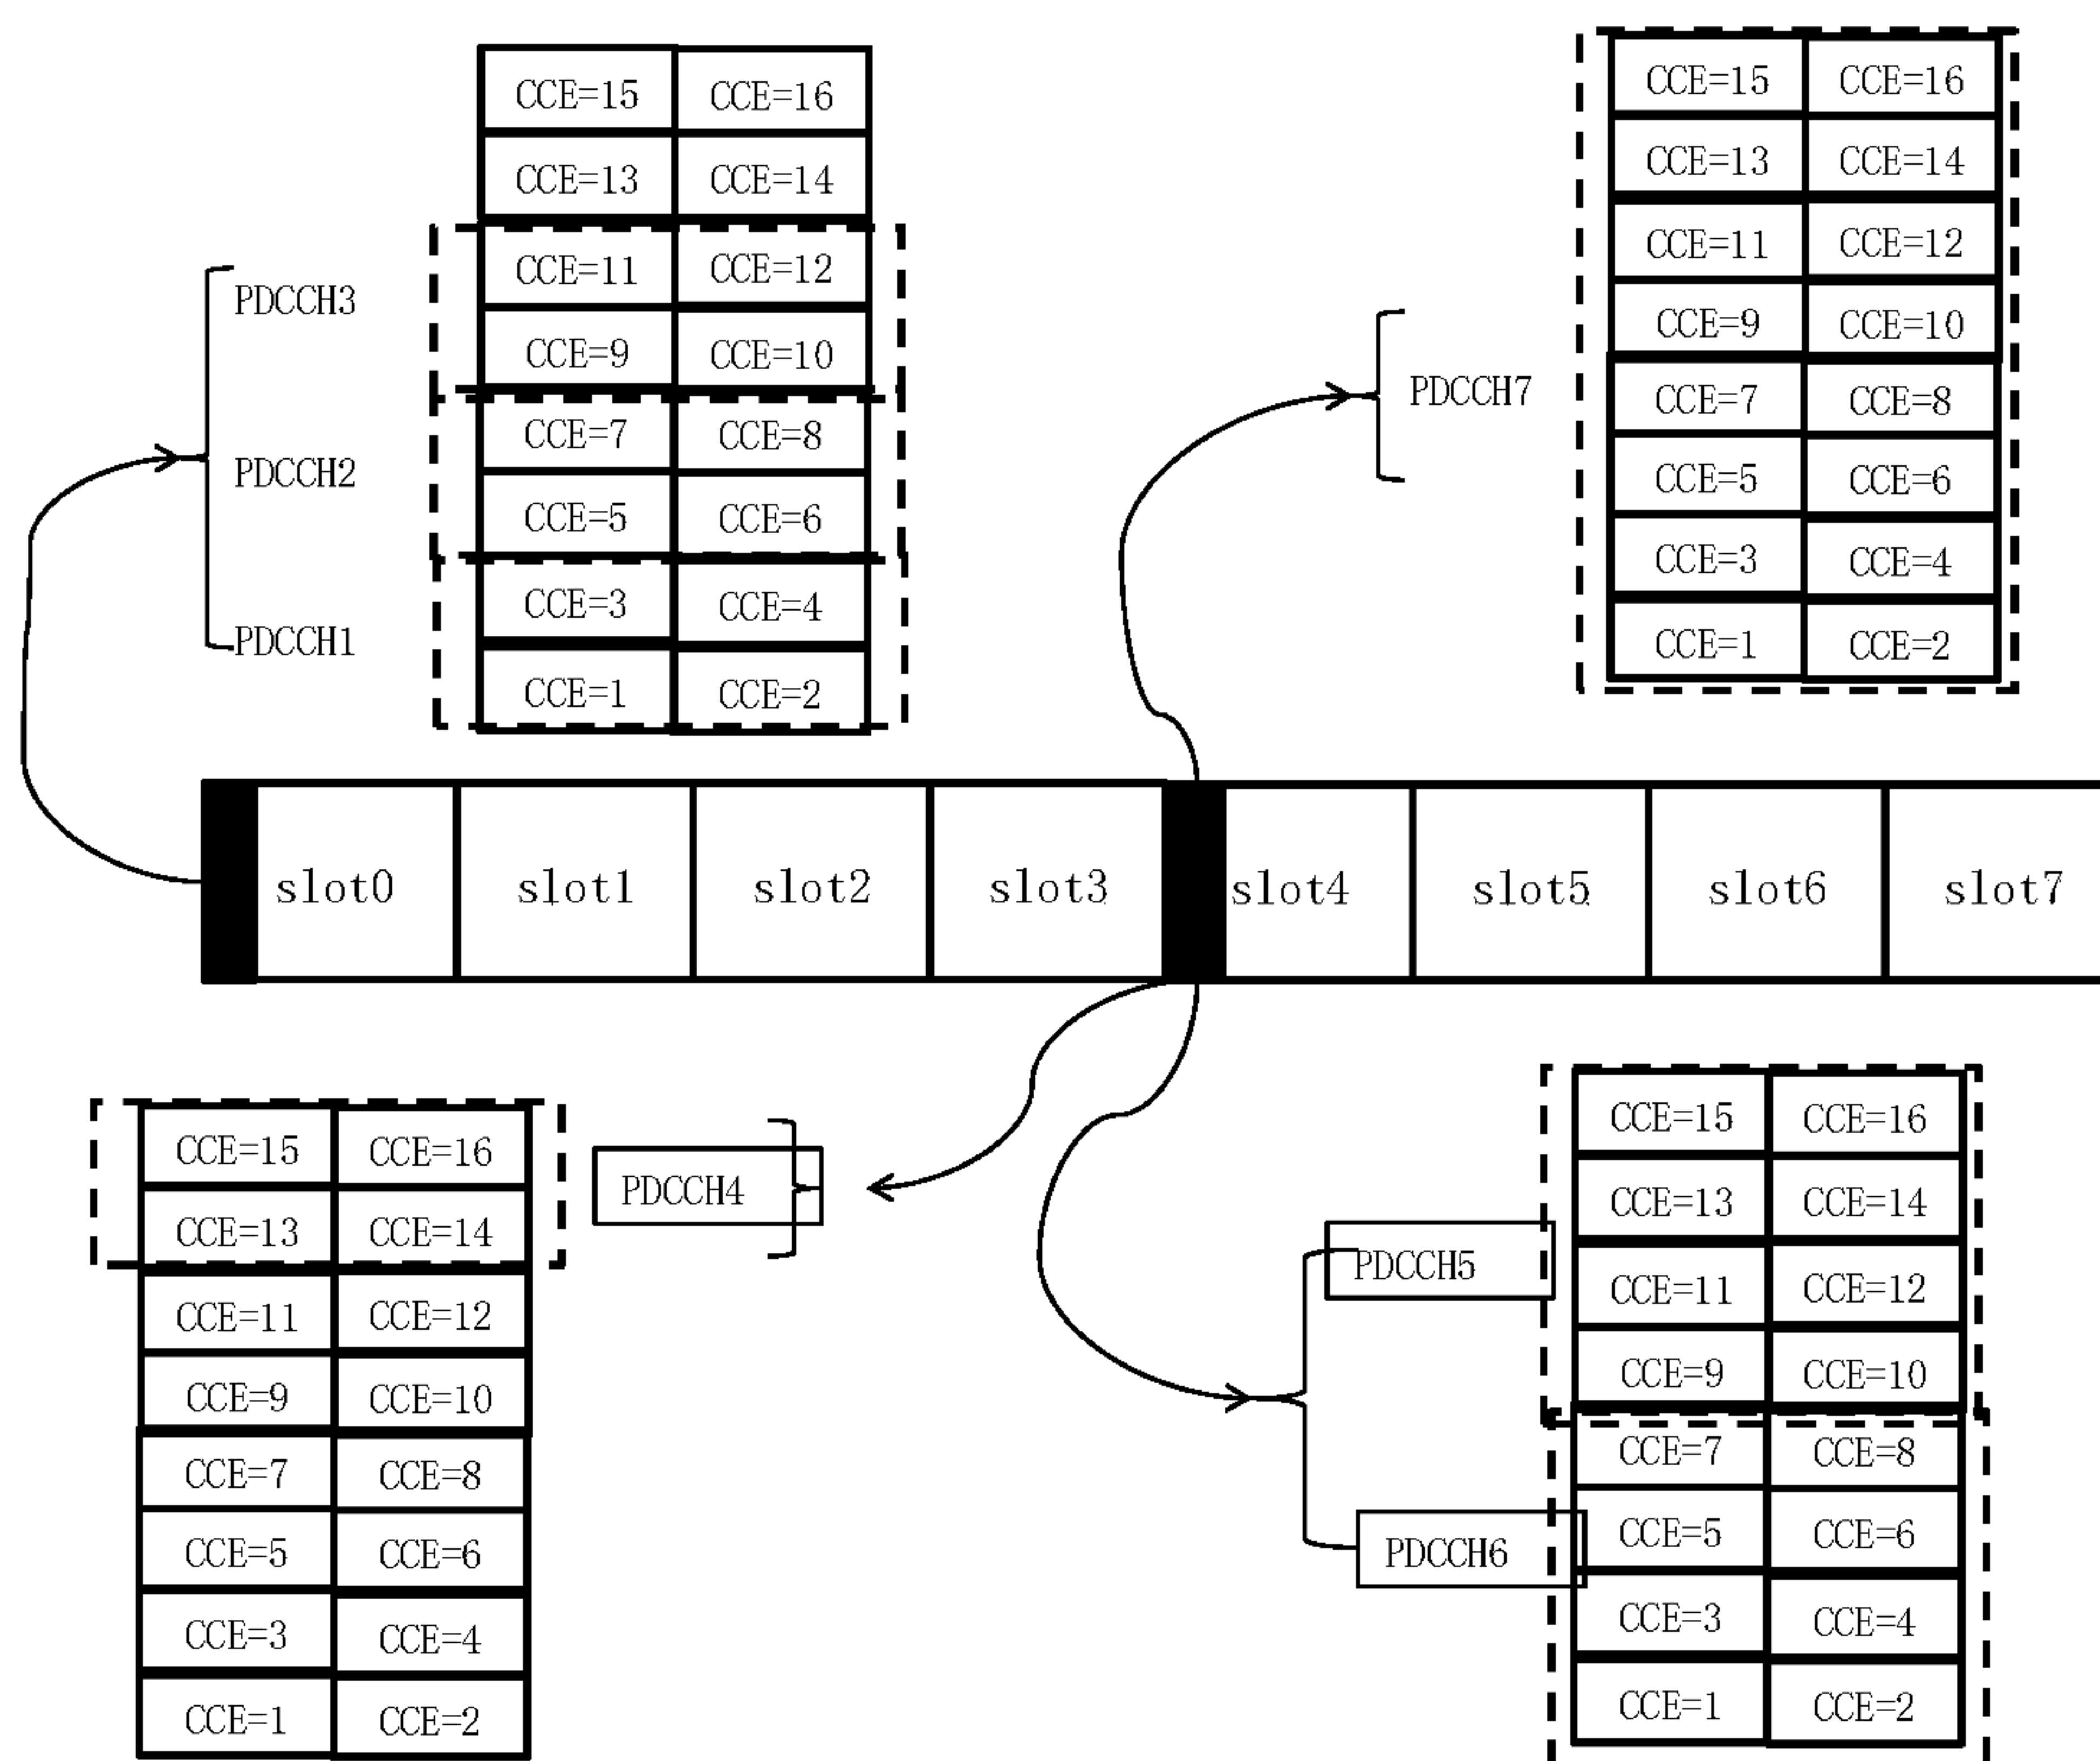 CCE=15 CCE=16
CCE=13 CCE=14
CCE=11 CCE=12
CCE=9 CCE=10
CCE=7 CCE=8
CCE=5 CCE=6
CCE=3 CCE=4
CCE=1 CCE=2
PDCCH3
PDCCH2
PDCCH1
PDCCH7
CCE=15 CCE=16
CCE=13 CCE=14
CCE=11 CCE=12
CCE=9 CCE=10
CCE=7 CCE=8
CCE=5 CCE=6
CCE=3 CCE=4
CCE=1 CCE=2
slot0 slot1 slot2 slot3 slot4 slot5 slot6 slot7
CCE=15 CCE=16
CCE=13 CCE=14
CCE=11 CCE=12
CCE=9 CCE=10
CCE=7 CCE=8
CCE=5 CCE=6
CCE=3 CCE=4
CCE=1 CCE=2
PDCCH4
PDCCH5
PDCCH6
CCE=15 CCE=16
CCE=13 CCE=14
CCE=11 CCE=12
CCE=9 CCE=10
CCE=7 CCE=8
CCE=5 CCE=6
CCE=3 CCE=4
CCE=1 CCE=2